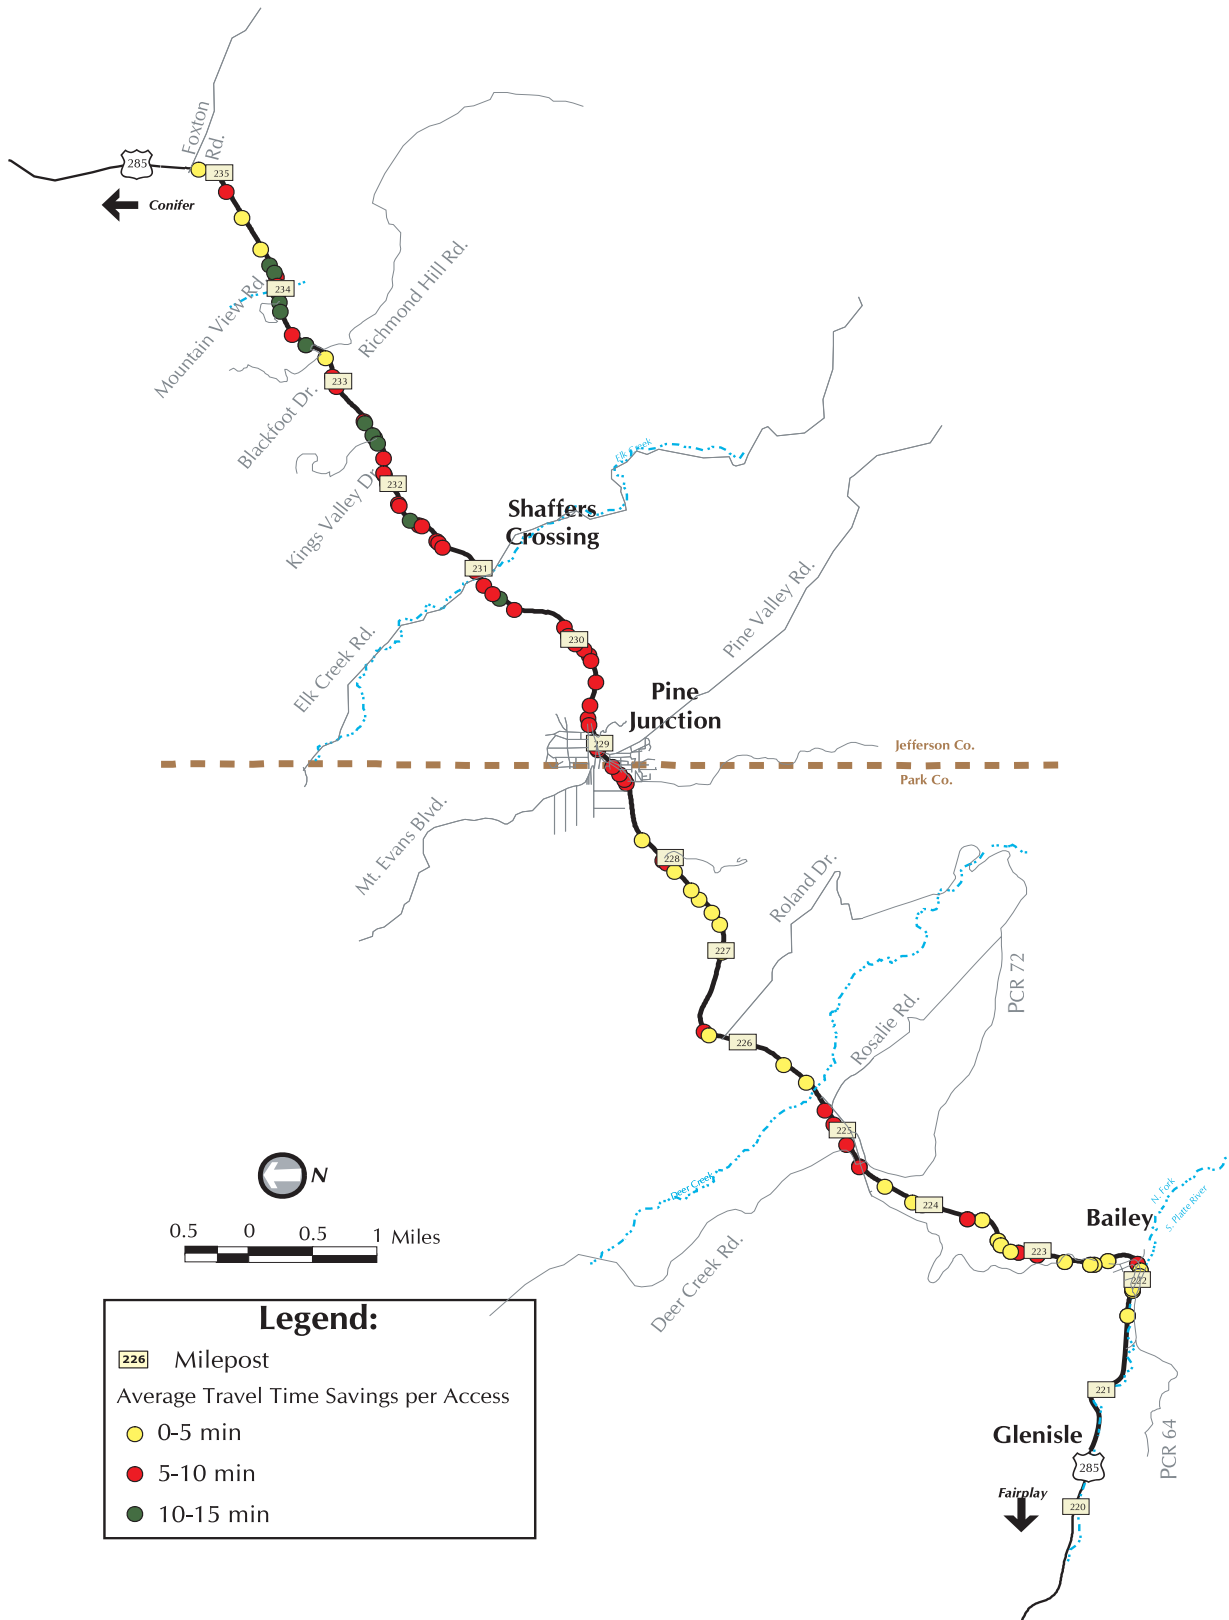 Foxton
Rd.
285
235
Conifer
Mountain View Rd.
234
Richmond Hill Rd.
233
Blackfoot Dr.
Kings Valley Dr.
232
Elk Creek
Shaffers
Crossing
231
Elk Creek Rd.
230
Pine Valley Rd.
Pine
Junction
229
Jefferson Co.
Park Co.
Mt. Evans Blvd.
228
Roland Dr.
227
PCR 72
226
Rosalie Rd.
225
Deer Creek
N
224
N. Fork
S. Platte River
Bailey
0.5 0 0.5 1 Miles
223
Deer Creek Rd.
222
Legend:
226 Milepost
Average Travel Time Savings per Access
0-5 min
5-10 min
10-15 min
221
Glenisle
PCR 64
285
Fairplay
220